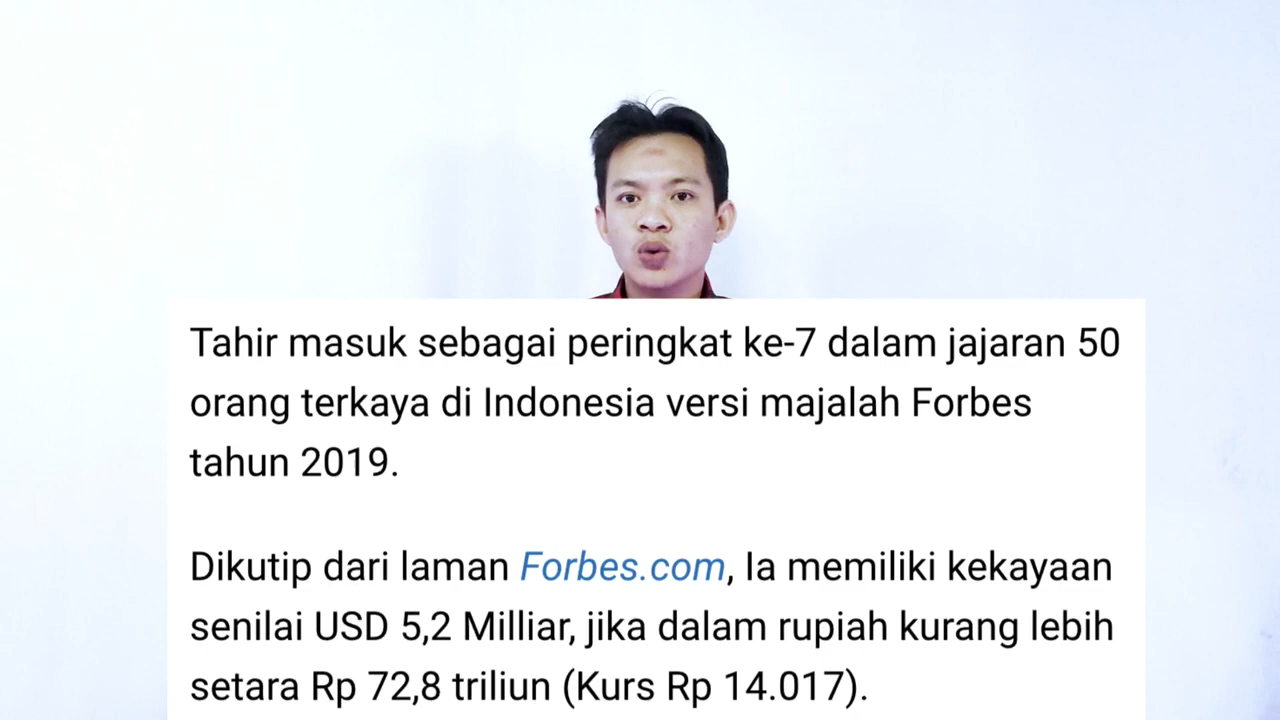 Tahir masuk sebagai peringkat ke-7 dalam jajaran 50
orang terkaya di Indonesia versi majalah Forbes
tahun 2019.
Dikutip dari laman Forbes.com, Ia memiliki kekayaan
senilai USD 5,2 Milliar, jika dalam rupiah kurang lebih
setara Rp 72,8 triliun (Kurs Rp 14.017).